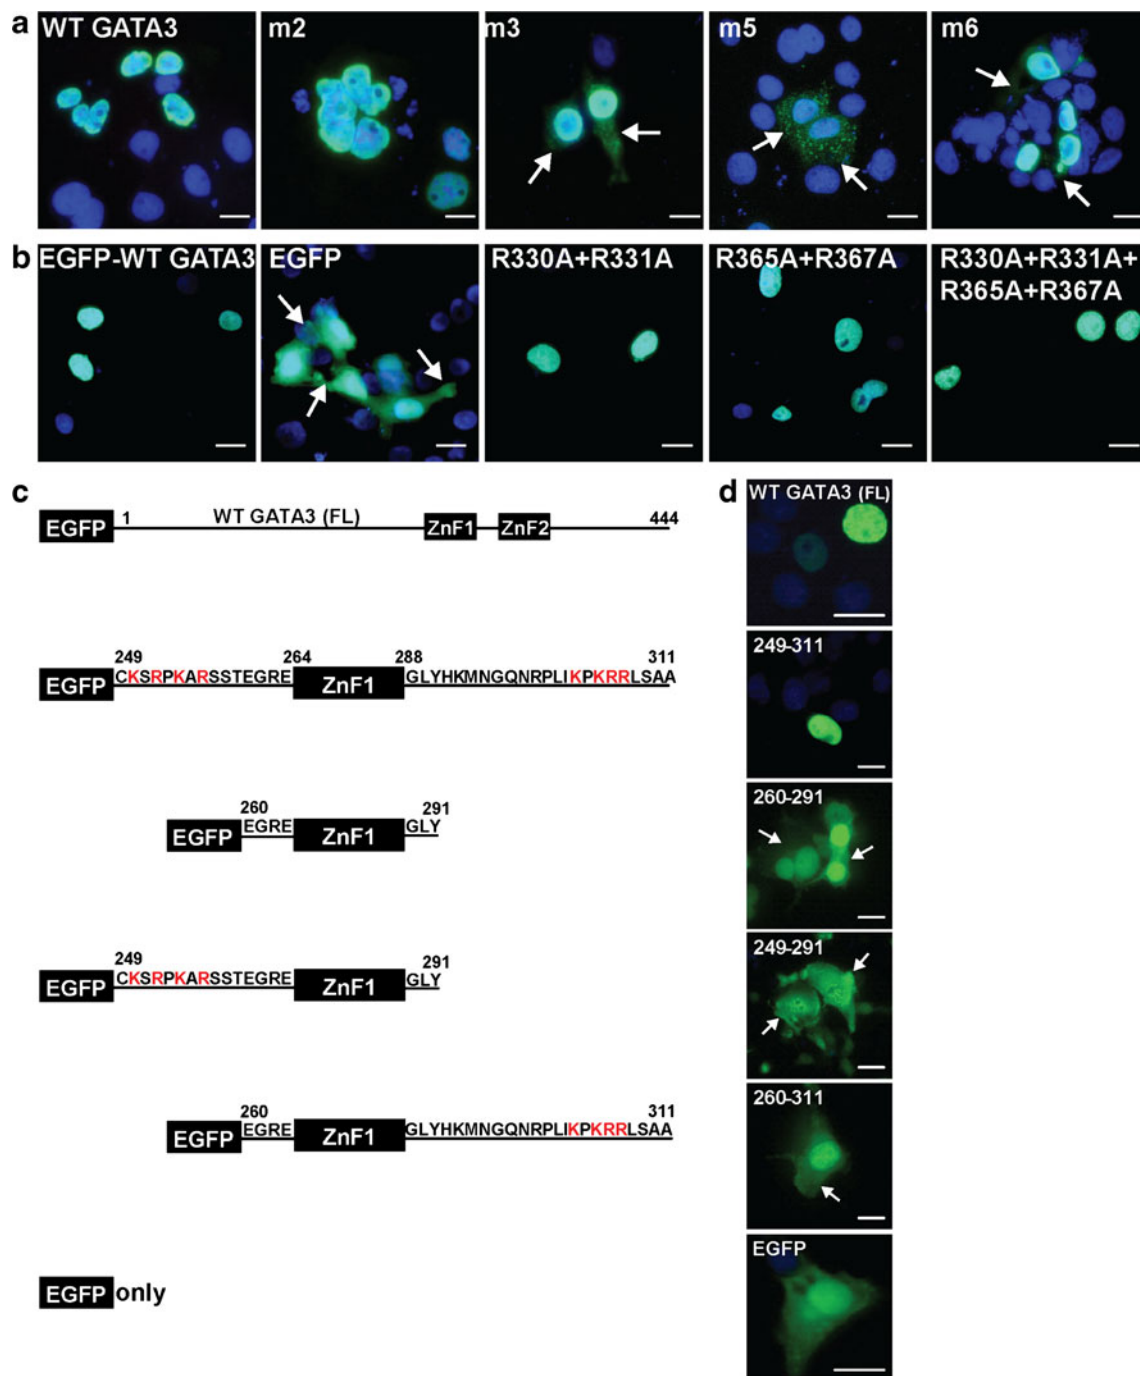 a
WT GATA3
m2
m3
m5
m6
b
EGFP-WT GATA3
EGFP
R330A+R331A
R365A+R367A
R330A+R331A+
R365A+R367A
c
EGFP
1
WT GATA3 (FL)
ZnF1
ZnF2
444
EGFP
249
CKSRPKARSSTEGRE
264
ZnF1
288
GLYHKMNGQNRPLIKPKRRLSAA
311
EGFP
260
EGRE
ZnF1
291
GLY
EGFP
249
CKSRPKARSSTEGRE
ZnF1
291
GLY
EGFP
260
EGRE
ZnF1
GLYHKMNGQNRPLIKPKRRLSAA
311
EGFP only
d
WT GATA3 (FL)
249-311
260-291
249-291
260-311
EGFP